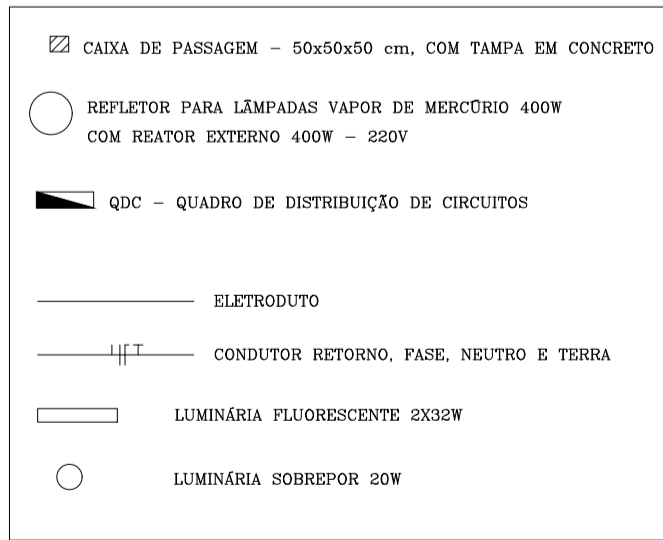 CAIXA DE PASSAGEM - 50x50x50 cm, COM TAMPA EM CONCRETO
REFLETOR PARA LÂMPADAS VAPOR DE MERCÚRIO 400W
COM REATOR EXTERNO 400W - 220V
QDC - QUADRO DE DISTRIBUIÇÃO DE CIRCUITOS
ELETRODUTO
CONDUTOR RETORNO, FASE, NEUTRO E TERRA
LUMINÁRIA FLUORESCENTE 2X32W
LUMINÁRIA SOBREPOR 20W